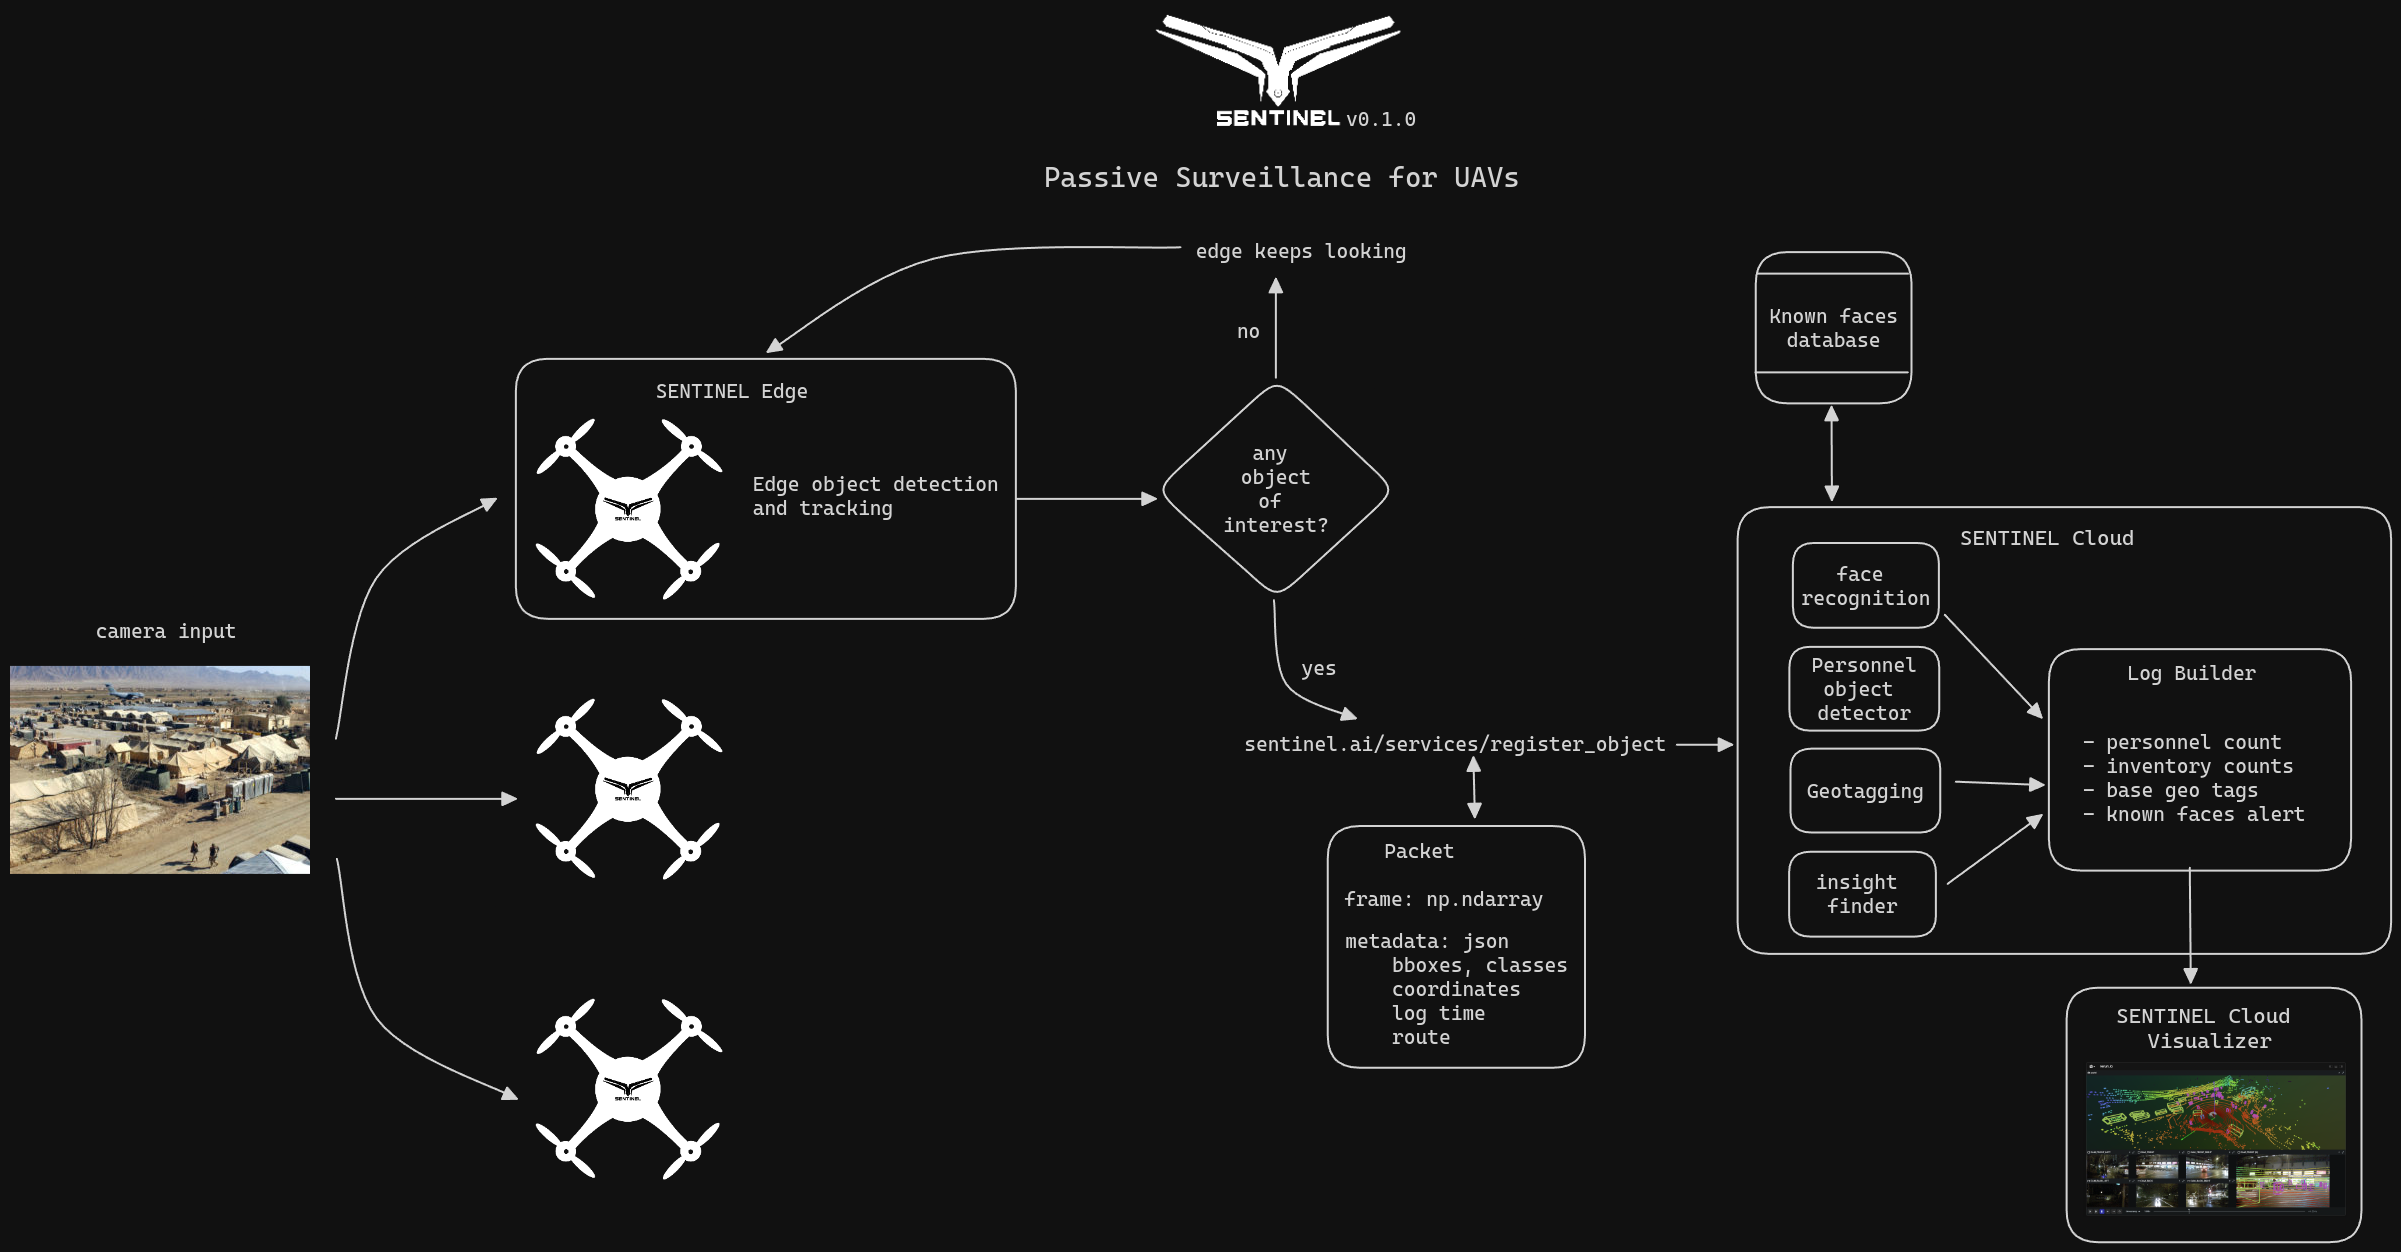 SENTINEL v0.1.0
Passive Surveillance for UAVs
edge keeps looking
no
Known faces
database
SENTINEL Edge
Edge object detection
and tracking
SENTINEL
any
object
of
interest?
yes
camera input
SENTINEL
SENTINEL
sentinel.ai/services/register_object
Packet
frame: np.ndarray
metadata: json
bboxes, classes
coordinates
log time
route
SENTINEL Cloud
face
recognition
Personnel
object
detector
Geotagging
insight
finder
Log Builder
- personnel count
- inventory counts
- base geo tags
- known faces alert
SENTINEL Cloud
Visualizer